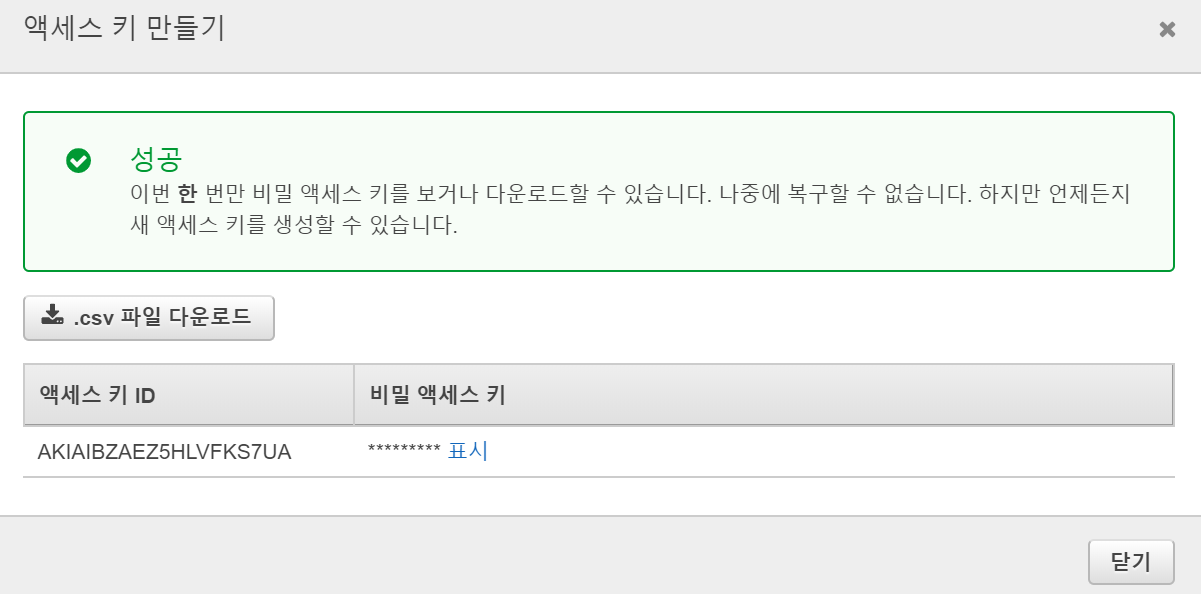 액세스 키 만들기
성공
이번 한 번만 비밀 액세스 키를 보거나 다운로드할 수 있습니다. 나중에 복구할 수 없습니다. 하지만 언제든지
새 액세스 키를 생성할 수 있습니다.
.csv 파일 다운로드
액세스 키 ID 비밀 액세스 키
AKIAIBZAEZ5HLVFKS7UA ********* 표시
닫기